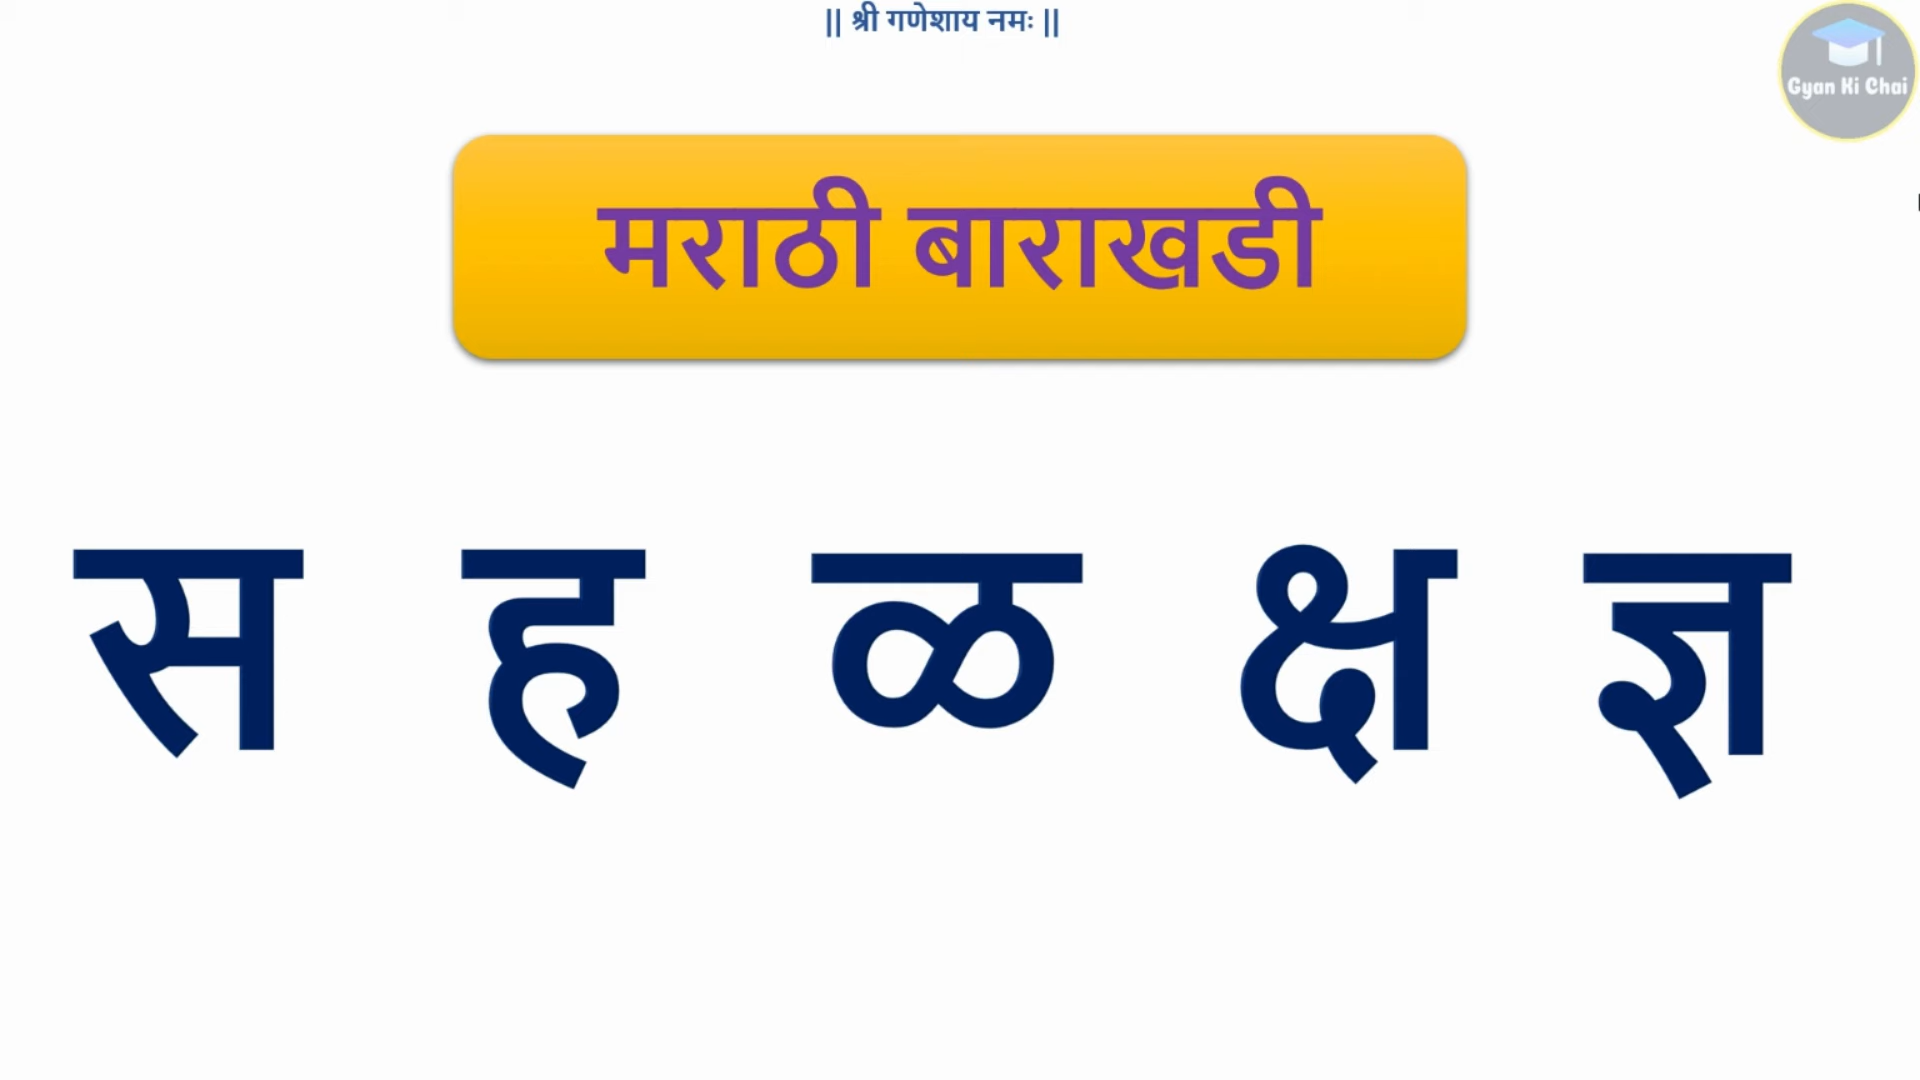 || श्री गणेशाय नमः ||
Gyan Ki Chai
मराठी बाराखडी
स ह ळ क्ष ज्ञ